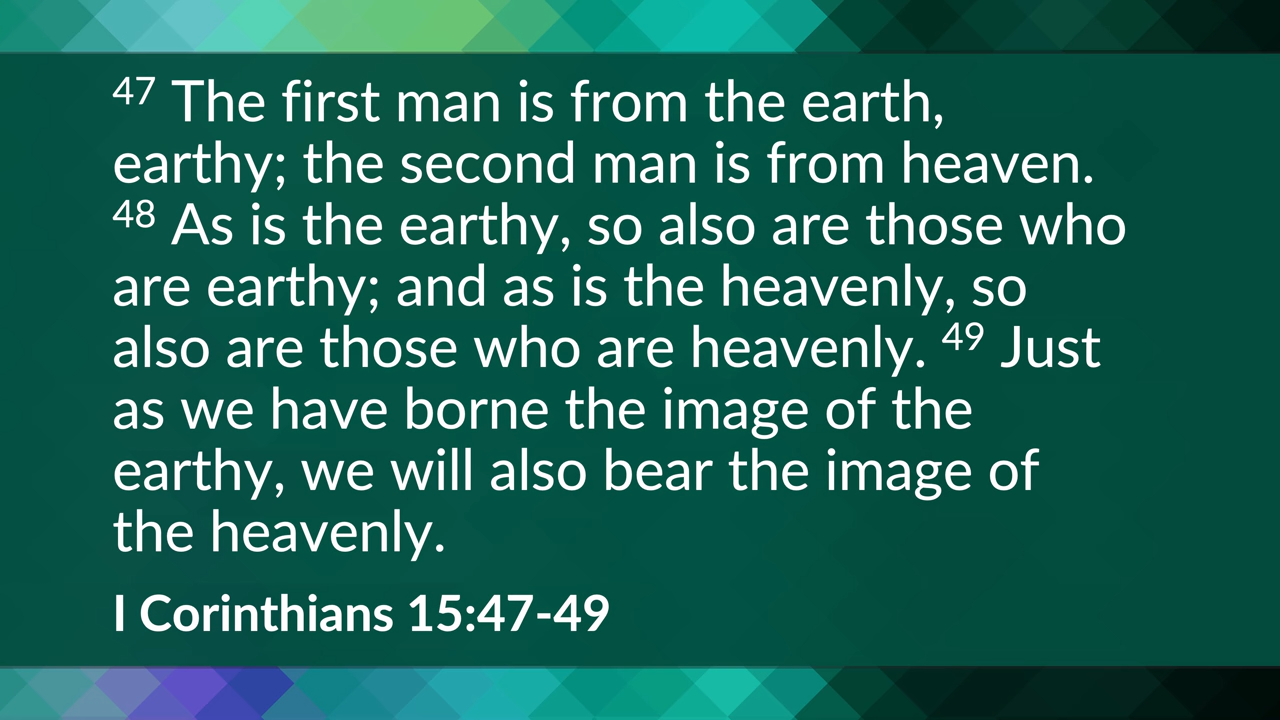 47 The first man is from the earth,
earthy; the second man is from heaven.
48 As is the earthy, so also are those who
are earthy; and as is the heavenly, so
also are those who are heavenly. 49 Just
as we have borne the image of the
earthy, we will also bear the image of
the heavenly.
I Corinthians 15:47-49